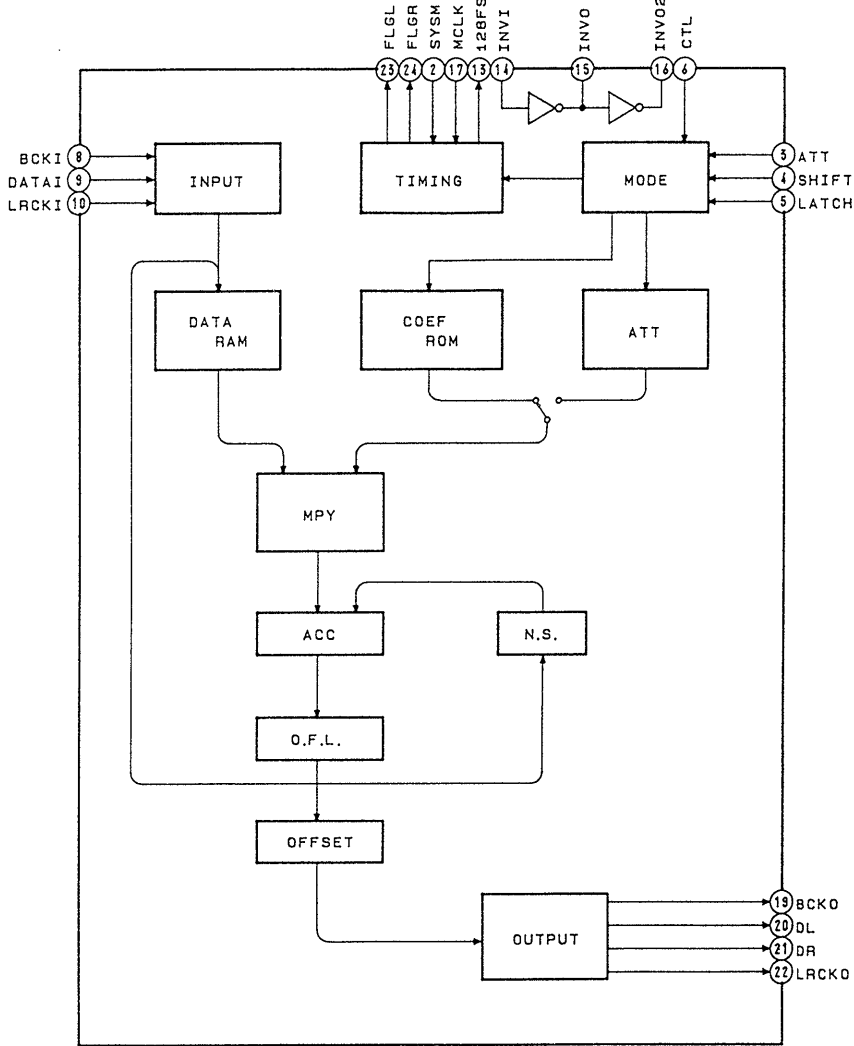 FLGL
FLGR
SYSM
MCLK
128FS
INVI
INVO
INVO2
CTL
23
24
2
17
13
14
15
16
6
BCKI 8
DATAI 9
LRCKI 10
INPUT
TIMING
MODE
3 ATT
4 SHIFT
5 LATCH
DATA
RAM
COEF
ROM
ATT
MPY
ACC
N.S.
O.F.L.
OFFSET
OUTPUT
19 BCKO
20 DL
21 DR
22 LRCKO